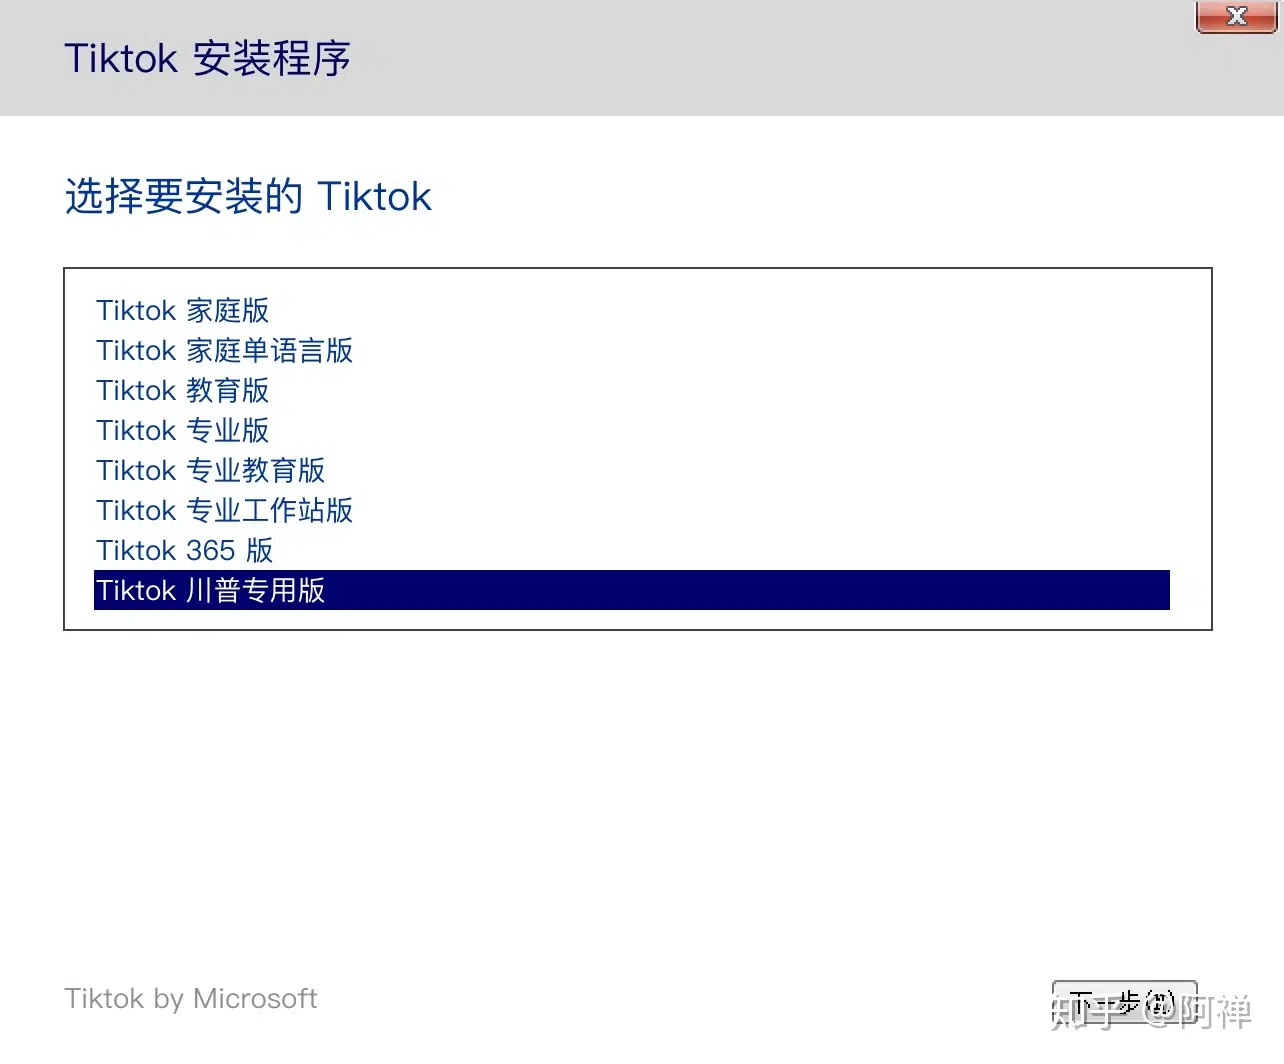 Tiktok 安装程序
选择要安装的 Tiktok
Tiktok 家庭版
Tiktok 家庭单语言版
Tiktok 教育版
Tiktok 专业版
Tiktok 专业教育版
Tiktok 专业工作站版
Tiktok 365 版
Tiktok 川普专用版
Tiktok by Microsoft
下一步
知乎 @阿禅